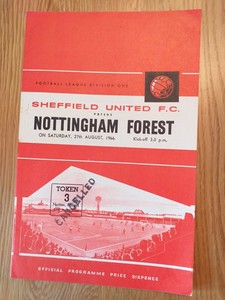 FOOTBALL LEAGUE DIVISION ONE
SHEFFIELD UNITED F.C.
versus
NOTTINGHAM FOREST
ON SATURDAY, 27th AUGUST, 1966. Kick-off 3.0 p.m.
TOKEN
3
CANCELLED
OFFICIAL PROGRAMME PRICE SIXPENCE